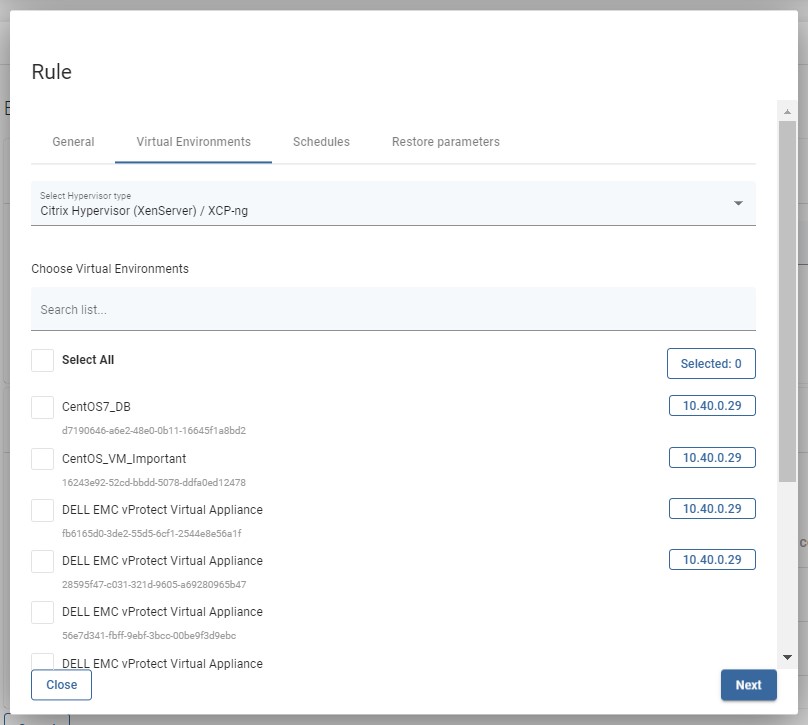 Rule
General Virtual Environments Schedules Restore parameters
Select Hypervisor type
Citrix Hypervisor (XenServer) / XCP-ng
Choose Virtual Environments
Search list...
Select All Selected: 0
CentOS7_DB 10.40.0.29
d7190646-a6e2-48e0-0b11-16645f1a8bd2
CentOS_VM_Important 10.40.0.29
16243e92-52cd-bbdd-5078-ddfa0ed12478
DELL EMC vProtect Virtual Appliance 10.40.0.29
fb6165d0-3de2-55d5-6cf1-2544e8e56a1f
DELL EMC vProtect Virtual Appliance 10.40.0.29
28595f47-c031-321d-9605-a69280965b47
DELL EMC vProtect Virtual Appliance
56e7d341-fbff-9ebf-3bcc-00be9f3d9ebc
DELL EMC vProtect Virtual Appliance
Close Next